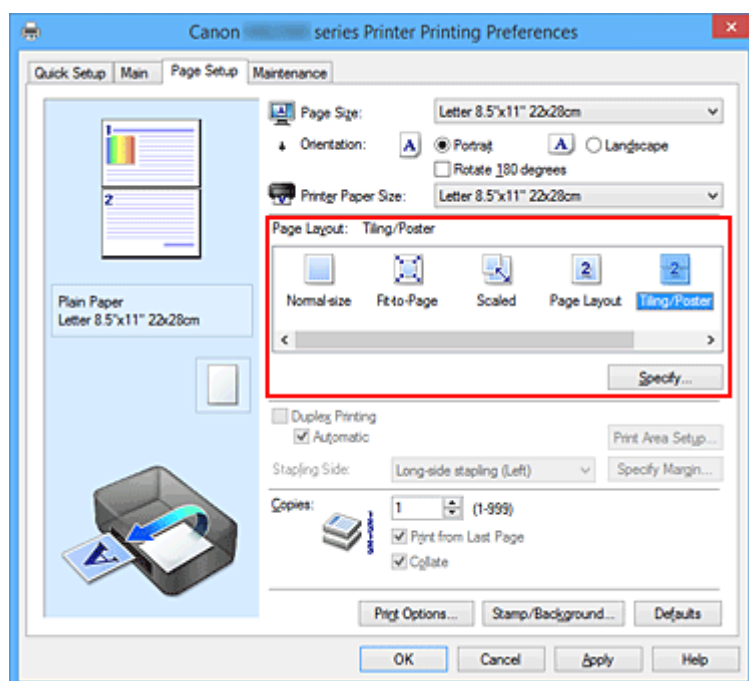 Canon series Printer Printing Preferences
Quick Setup Main Page Setup Maintenance
1
2
Plain Paper
Letter 8.5"x11" 22x28cm
Page Size: Letter 8.5"x11" 22x28cm
Orientation: A Portrait A Landscape
Rotate 180 degrees
Printer Paper Size: Letter 8.5"x11" 22x28cm
Page Layout: Tiling/Poster
2 2
Normal-size Fit-to-Page Scaled Page Layout Tiling/Poster
Specify...
Duplex Printing
Automatic Print Area Setup...
Stapling Side: Long-side stapling (Left) Specify Margin...
Copies: 1 (1-999)
Print from Last Page
Collate
A
Print Options... Stamp/Background... Defaults
OK Cancel Apply Help